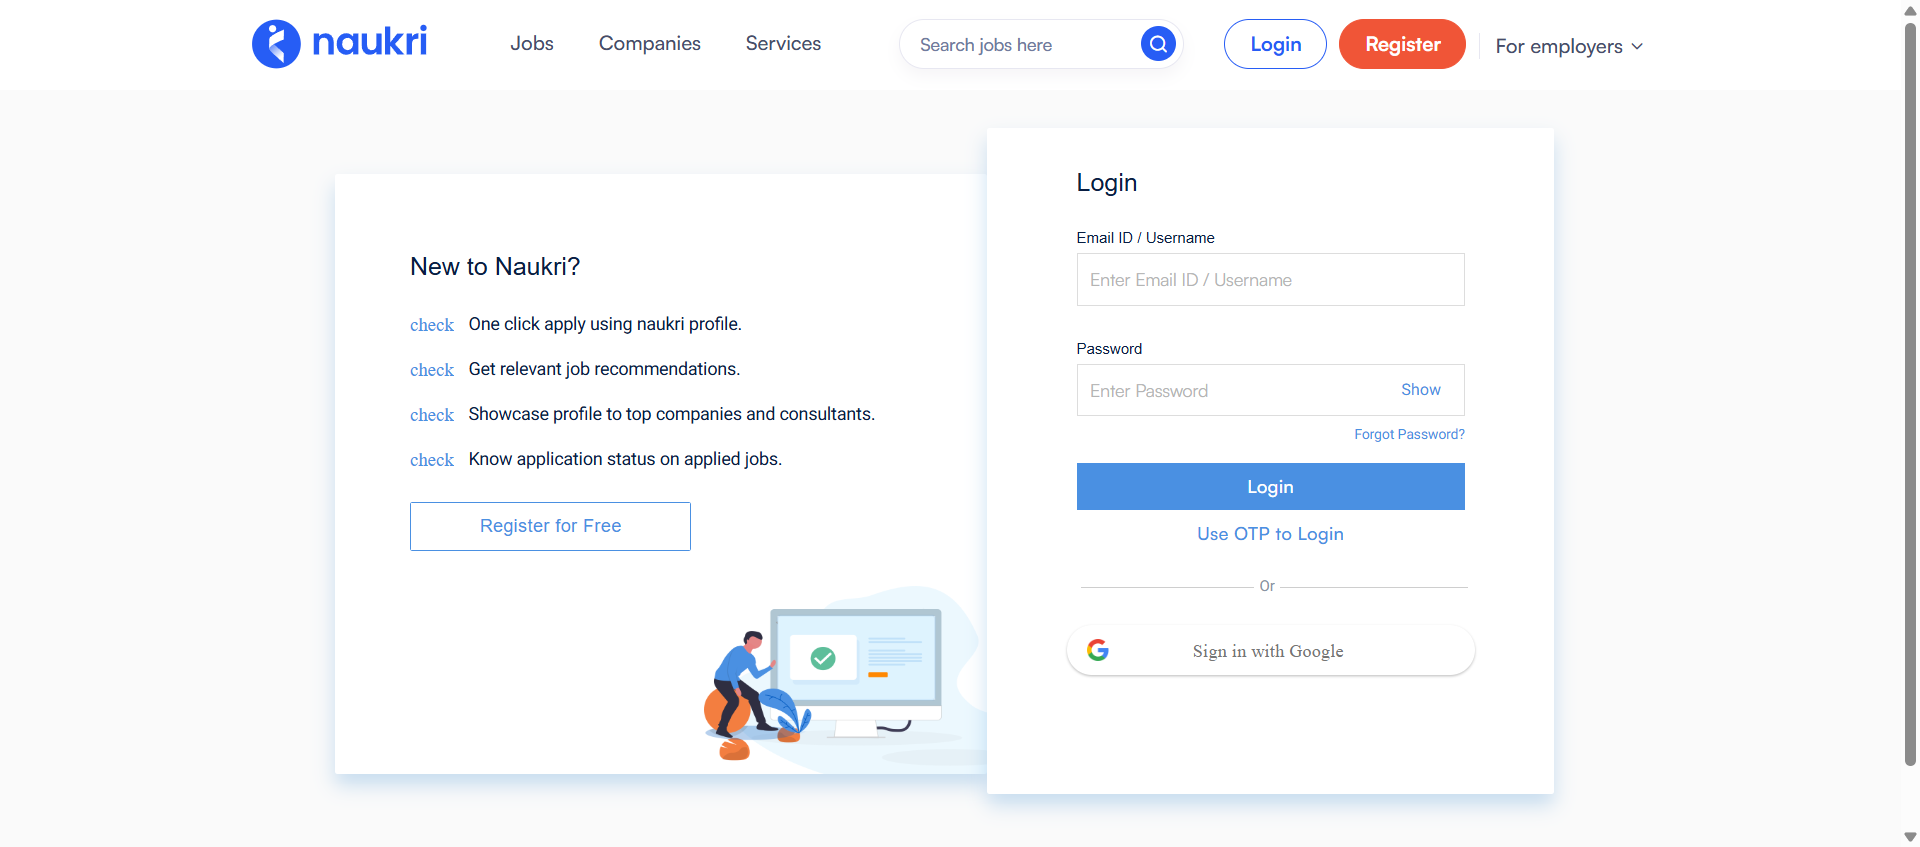 naukri
Jobs
Companies
Services
Search jobs here
Login
Register
For employers
New to Naukri?
check One click apply using naukri profile.
check Get relevant job recommendations.
check Showcase profile to top companies and consultants.
check Know application status on applied jobs.
Register for Free
Login
Email ID / Username
Enter Email ID / Username
Password
Enter Password
Show
Forgot Password?
Login
Use OTP to Login
Or
Sign in with Google